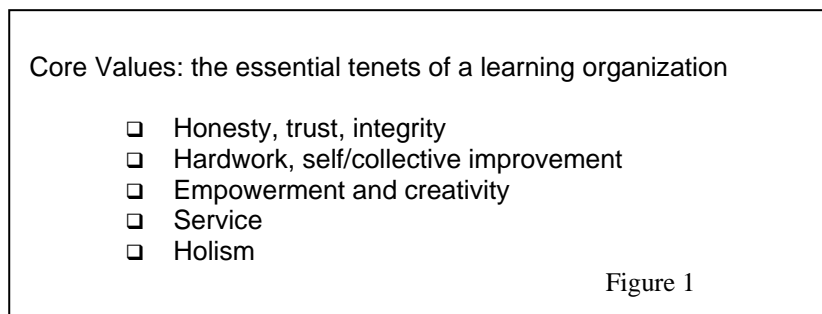 Core Values: the essential tenets of a learning organization
❑ Honesty, trust, integrity
❑ Hardwork, self/collective improvement
❑ Empowerment and creativity
❑ Service
❑ Holism
Figure 1